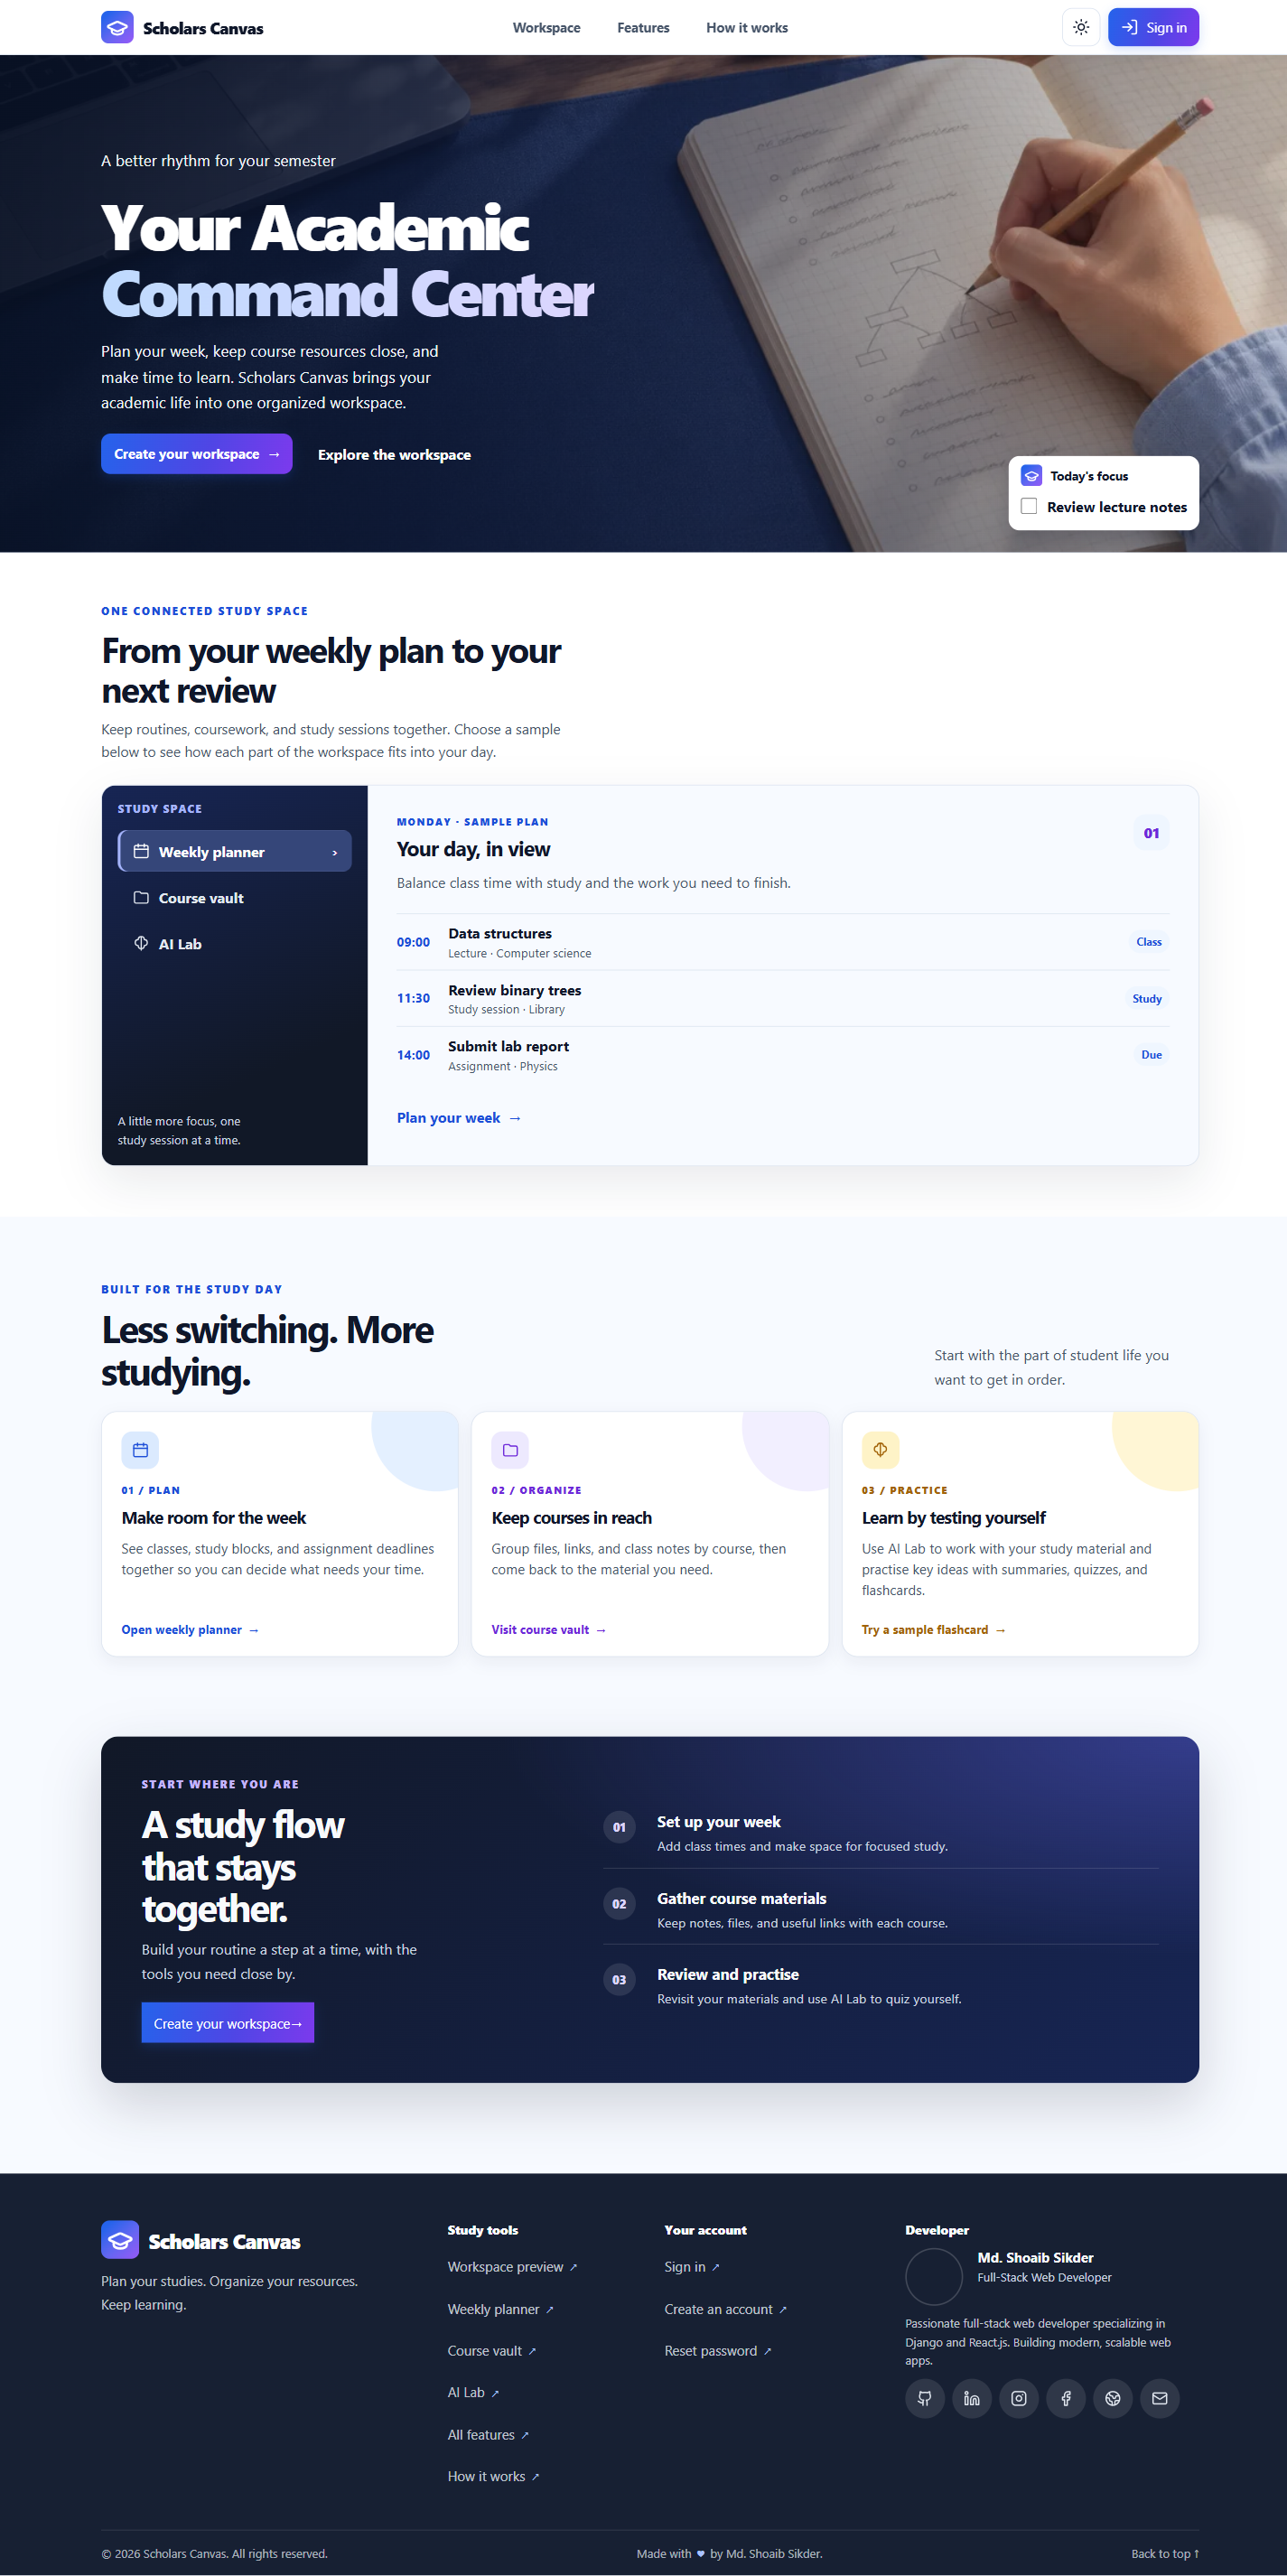 Scholars Canvas
Workspace
Features
How it works
Sign in
A better rhythm for your semester
Your Academic
Command Center
Plan your week, keep course resources close, and
make time to learn. Scholars Canvas brings your
academic life into one organized workspace.
Create your workspace →
Explore the workspace
Today's focus
Review lecture notes
ONE CONNECTED STUDY SPACE
From your weekly plan to your
next review
Keep routines, coursework, and study sessions together. Choose a sample
below to see how each part of the workspace fits into your day.
STUDY SPACE
Weekly planner ›
Course vault
AI Lab
A little more focus, one
study session at a time.
MONDAY · SAMPLE PLAN
01
Your day, in view
Balance class time with study and the work you need to finish.
09:00
Data structures
Lecture · Computer science
Class
11:30
Review binary trees
Study session · Library
Study
14:00
Submit lab report
Assignment · Physics
Due
Plan your week →
BUILT FOR THE STUDY DAY
Less switching. More
studying.
Start with the part of student life you
want to get in order.
01 / PLAN
Make room for the week
See classes, study blocks, and assignment deadlines
together so you can decide what needs your time.
Open weekly planner →
02 / ORGANIZE
Keep courses in reach
Group files, links, and class notes by course, then
come back to the material you need.
Visit course vault →
03 / PRACTICE
Learn by testing yourself
Use AI Lab to work with your study material and
practise key ideas with summaries, quizzes, and
flashcards.
Try a sample flashcard →
START WHERE YOU ARE
A study flow
that stays
together.
Build your routine a step at a time, with the
tools you need close by.
Create your workspace→
01
Set up your week
Add class times and make space for focused study.
02
Gather course materials
Keep notes, files, and useful links with each course.
03
Review and practise
Revisit your materials and use AI Lab to quiz yourself.
Scholars Canvas
Plan your studies. Organize your resources.
Keep learning.
Study tools
Workspace preview ↗
Weekly planner ↗
Course vault ↗
AI Lab ↗
All features ↗
How it works ↗
Your account
Sign in ↗
Create an account ↗
Reset password ↗
Developer
Md. Shoaib Sikder
Full-Stack Web Developer
Passionate full-stack web developer specializing in
Django and React.js. Building modern, scalable web
apps.
© 2026 Scholars Canvas. All rights reserved.
Made with ♥ by Md. Shoaib Sikder.
Back to top ↑